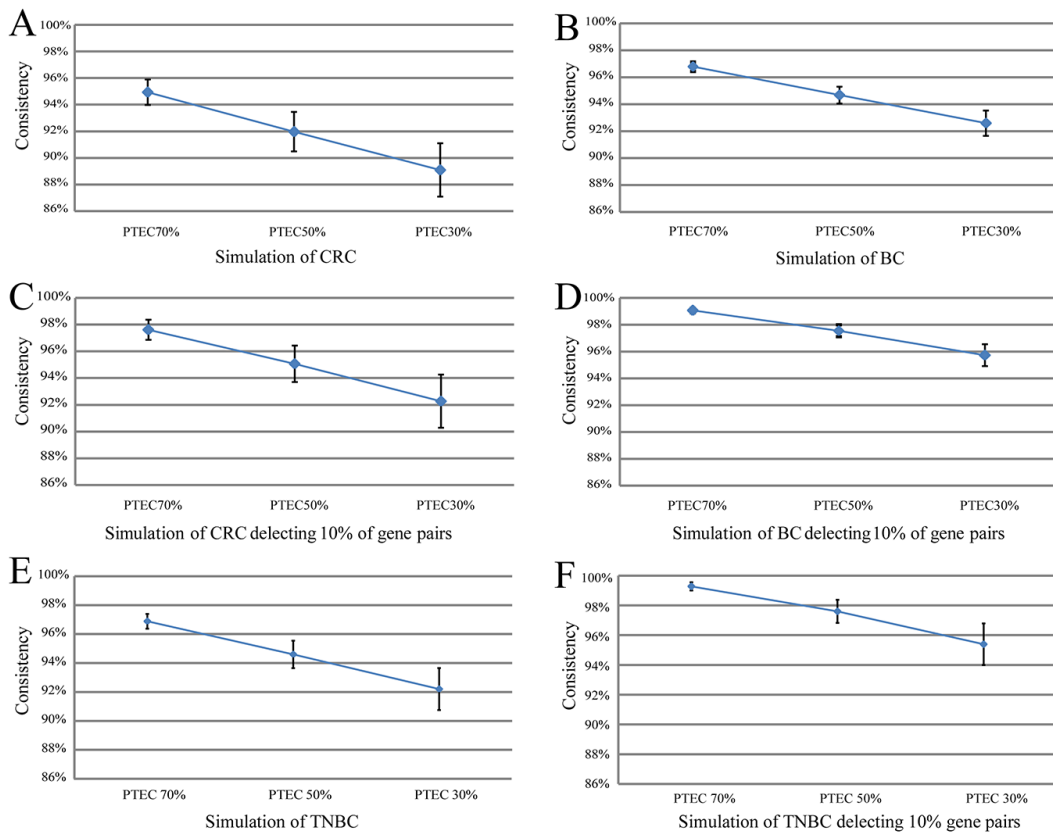 A
100%
98%
96%
94%
92%
90%
88%
86%
Consistency
PTEC70%
PTEC50%
PTEC30%
Simulation of CRC
B
100%
98%
96%
94%
92%
90%
88%
86%
Consistency
PTEC70%
PTEC50%
PTEC30%
Simulation of BC
C
100%
98%
96%
94%
92%
90%
88%
86%
Consistency
PTEC70%
PTEC50%
PTEC30%
Simulation of CRC delecting 10% of gene pairs
D
100%
98%
96%
94%
92%
90%
88%
86%
Consistency
PTEC70%
PTEC50%
PTEC30%
Simulation of BC delecting 10% of gene pairs
E
100%
98%
96%
94%
92%
90%
88%
86%
Consistency
PTEC 70%
PTEC 50%
PTEC 30%
Simulation of TNBC
F
100%
98%
96%
94%
92%
90%
88%
86%
Consistency
PTEC 70%
PTEC 50%
PTEC 30%
Simulation of TNBC delecting 10% gene pairs